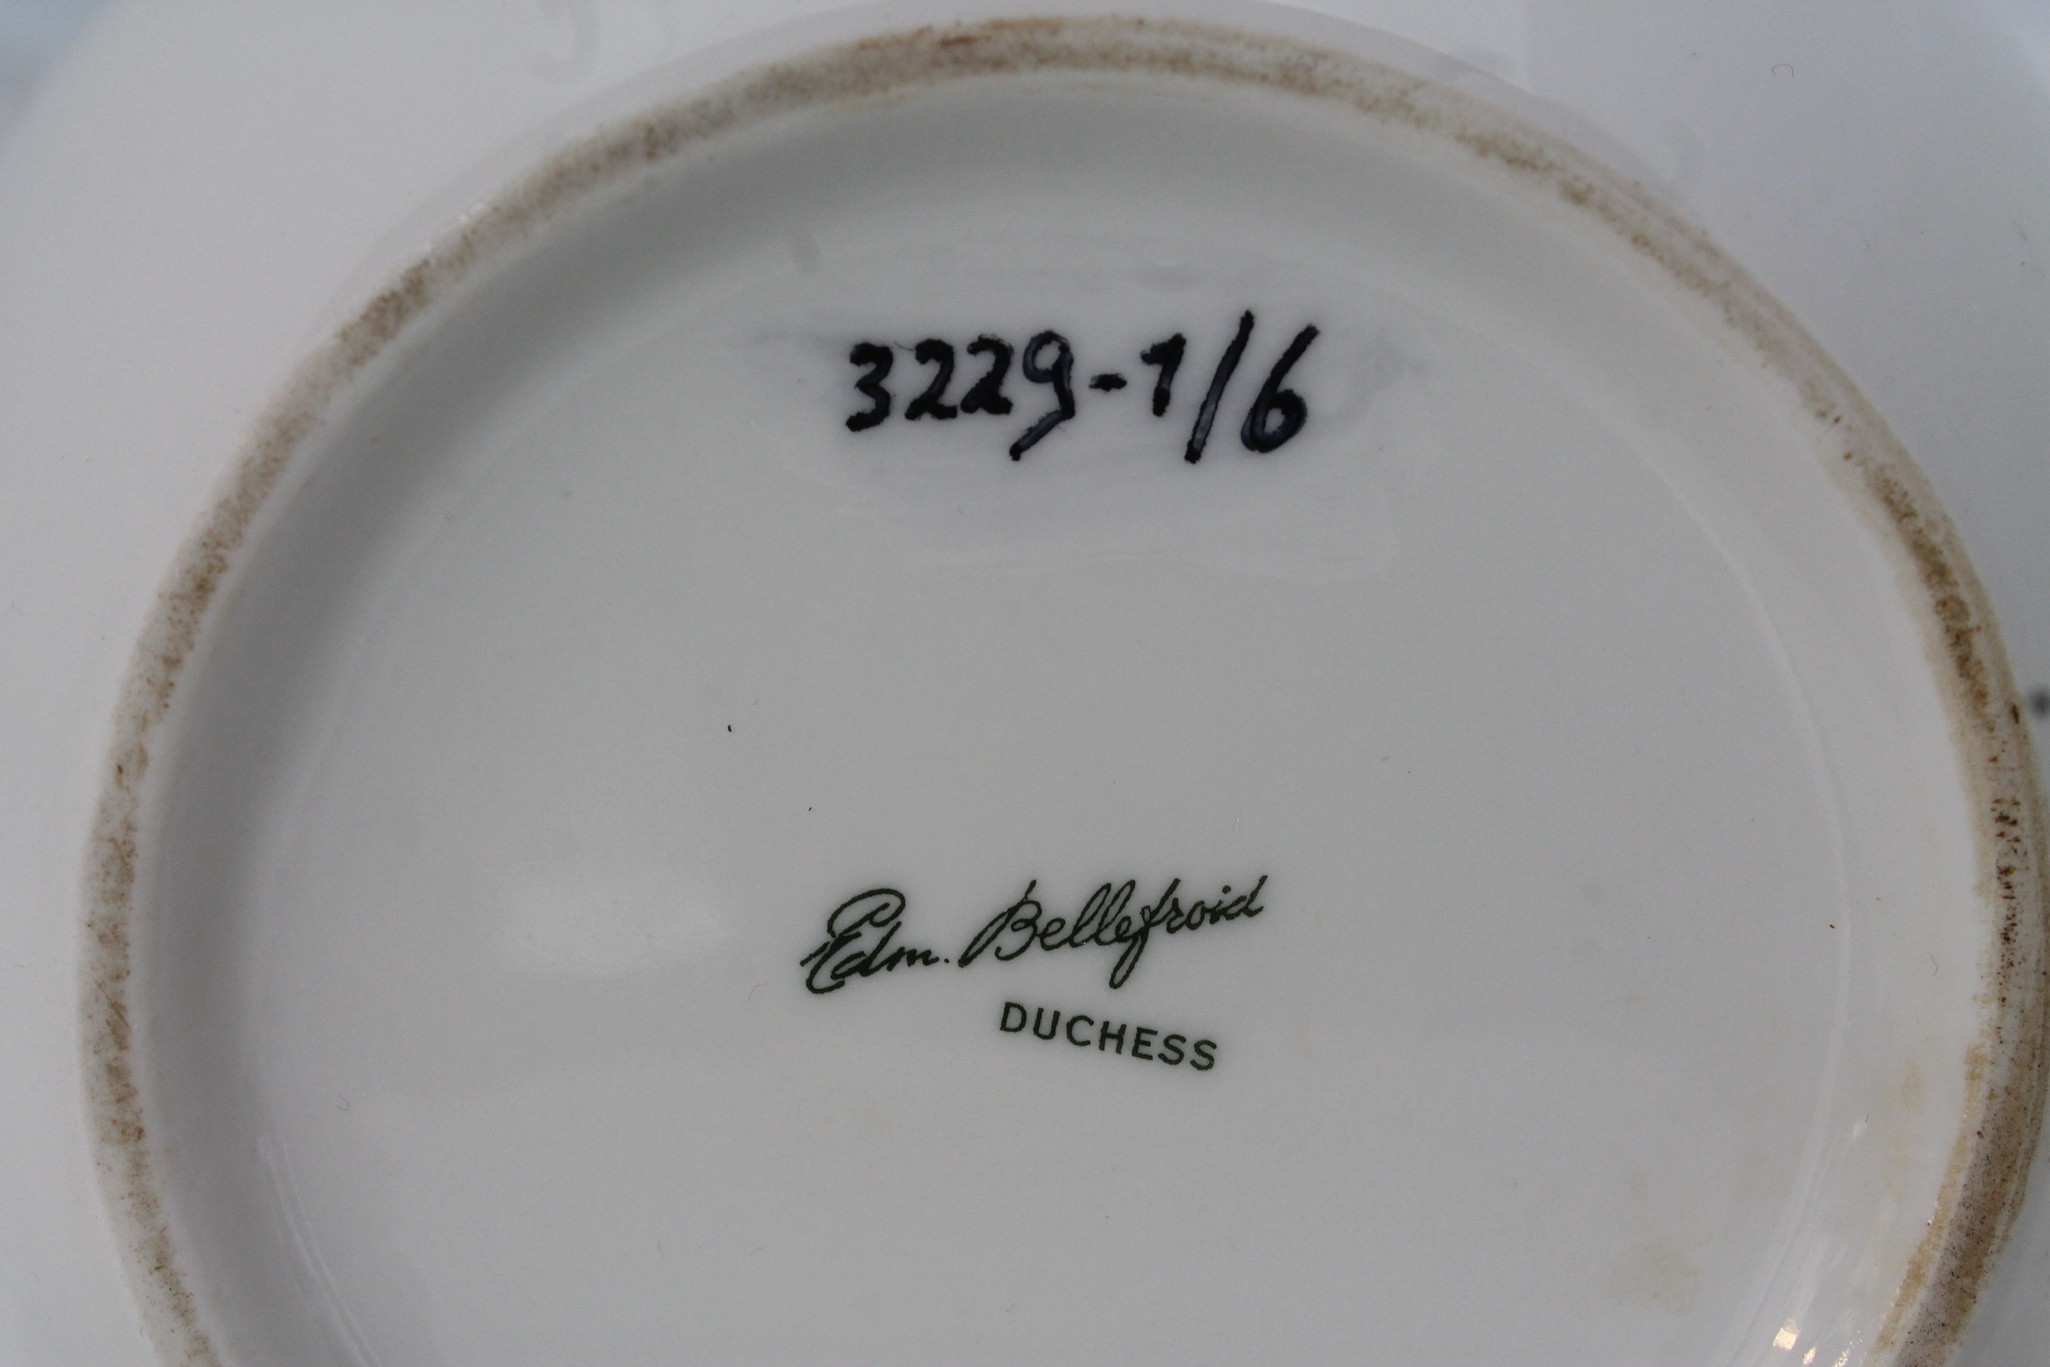 3229-1/6
Edm. Bellefroid
DUCHESS